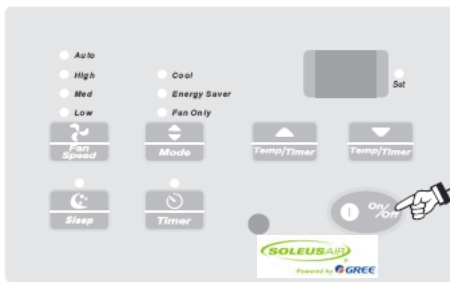 Auto
High
Med
Low
Cool
Energy Saver
Fan Only
Set
Fan
Speed
Mode
Temp/Timer
Temp/Timer
Sleep
Timer
On/Off
SOLEUSAIR
Powered by GREE